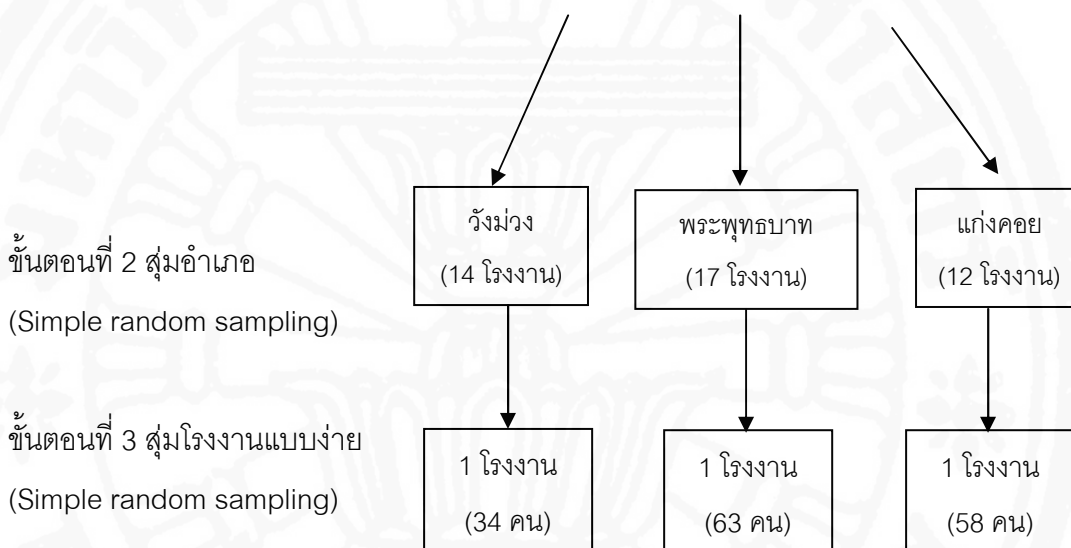 วังม่วง
(14 โรงงาน)
พระพุทธบาท
(17 โรงงาน)
แก่งคอย
(12 โรงงาน)
ขั้นตอนที่ 2 สุ่มอำเภอ
(Simple random sampling)
ขั้นตอนที่ 3 สุ่มโรงงานแบบง่าย
(Simple random sampling)
1 โรงงาน
(34 คน)
1 โรงงาน
(63 คน)
1 โรงงาน
(58 คน)